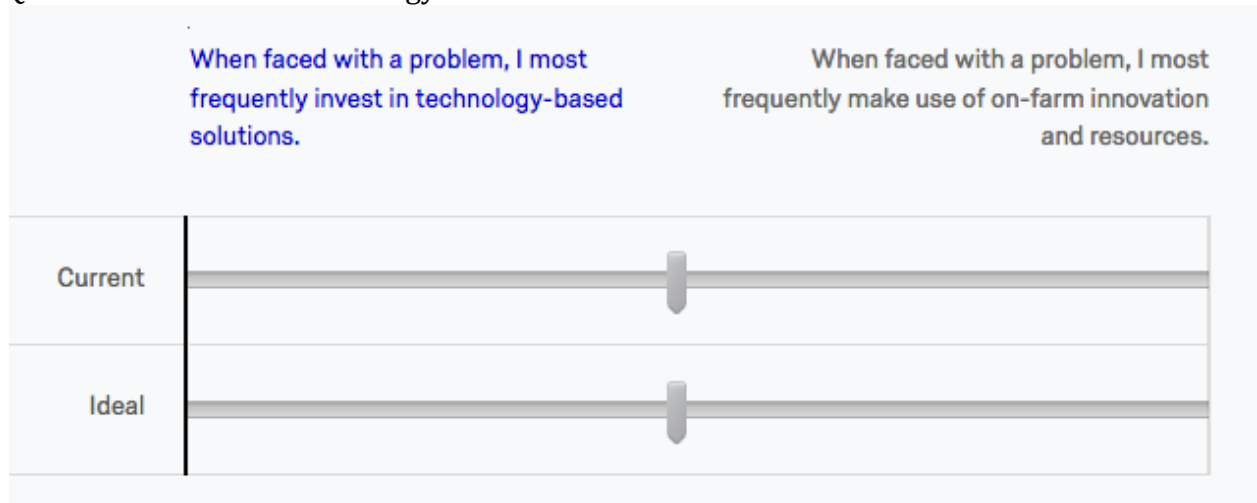 When faced with a problem, I most
frequently invest in technology-based
solutions.
When faced with a problem, I most
frequently make use of on-farm innovation
and resources.
Current
Ideal